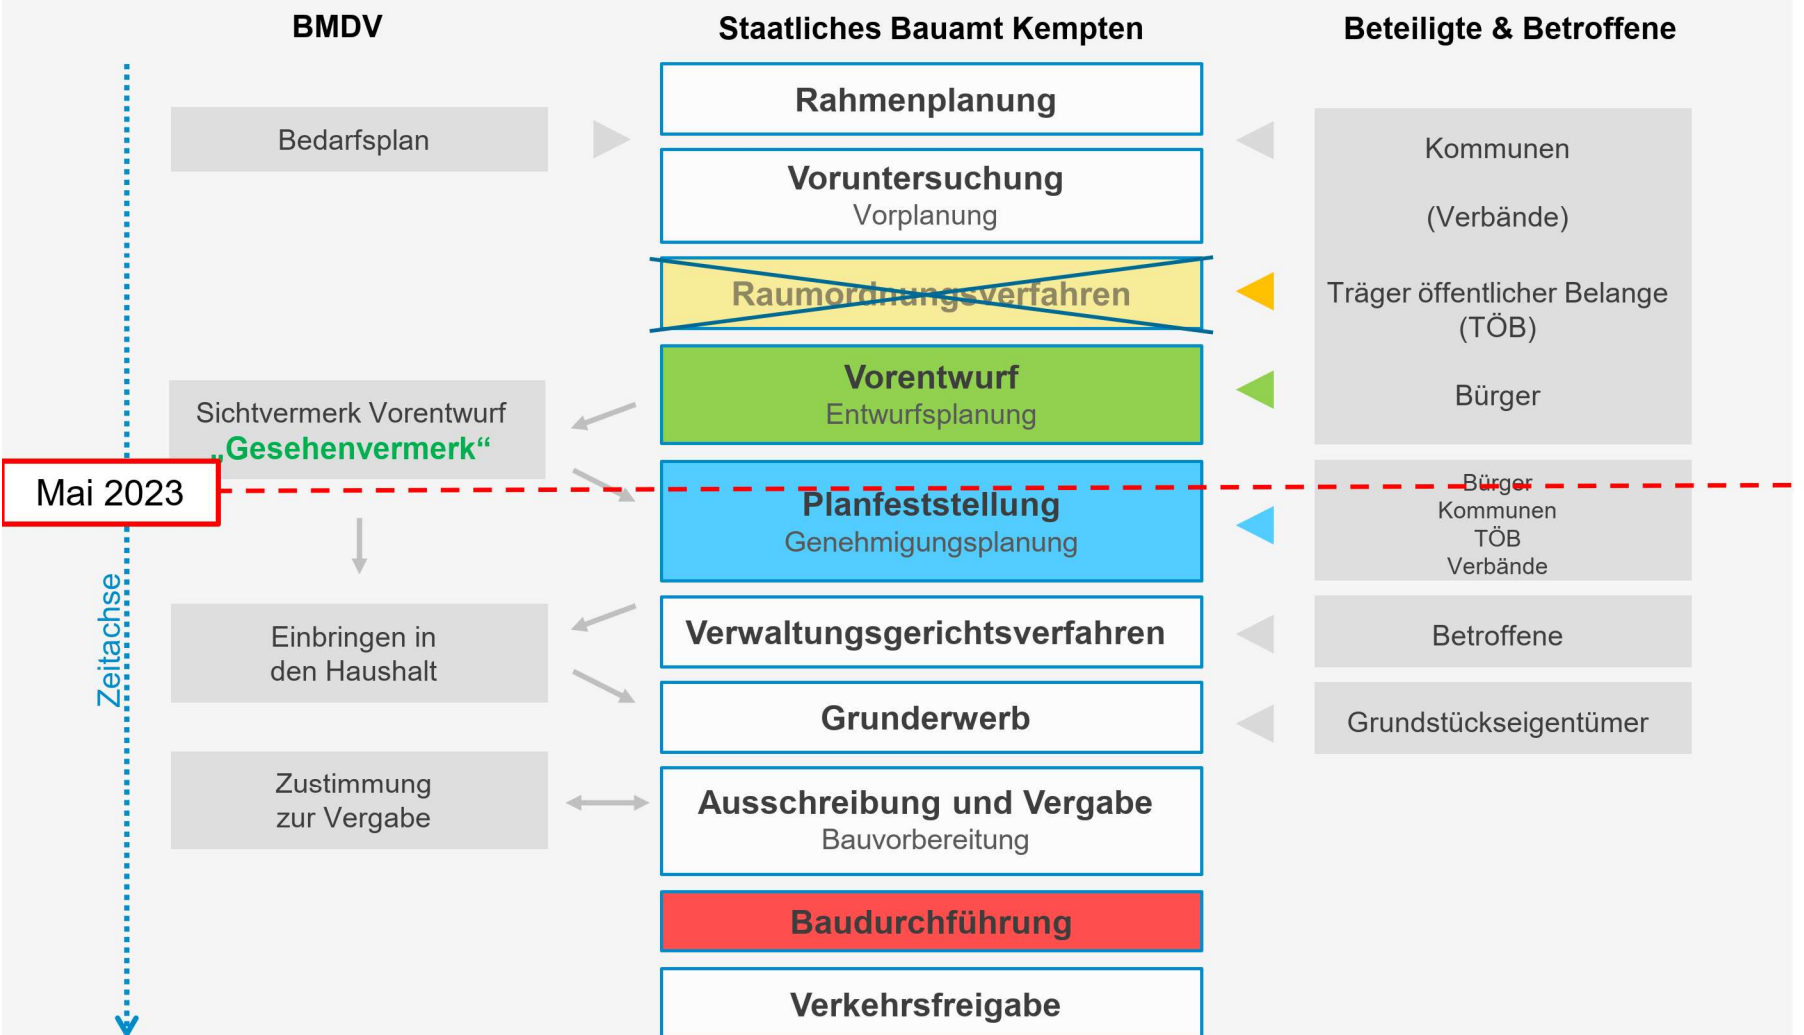 BMDV
Staatliches Bauamt Kempten
Beteiligte & Betroffene
Rahmenplanung
Bedarfsplan
Kommunen
Voruntersuchung
Vorplanung
(Verbände)
Raumordnungsverfahren
Träger öffentlicher Belange
(TÖB)
Vorentwurf
Entwurfsplanung
Bürger
Sichtvermerk Vorentwurf
„Gesehenvermerk“
Mai 2023
Planfeststellung
Genehmigungsplanung
Bürger
Kommunen
TÖB
Verbände
Zeitachse
Einbringen in
den Haushalt
Verwaltungsgerichtsverfahren
Betroffene
Grunderwerb
Grundstückseigentümer
Zustimmung
zur Vergabe
Ausschreibung und Vergabe
Bauvorbereitung
Baudurchführung
Verkehrsfreigabe